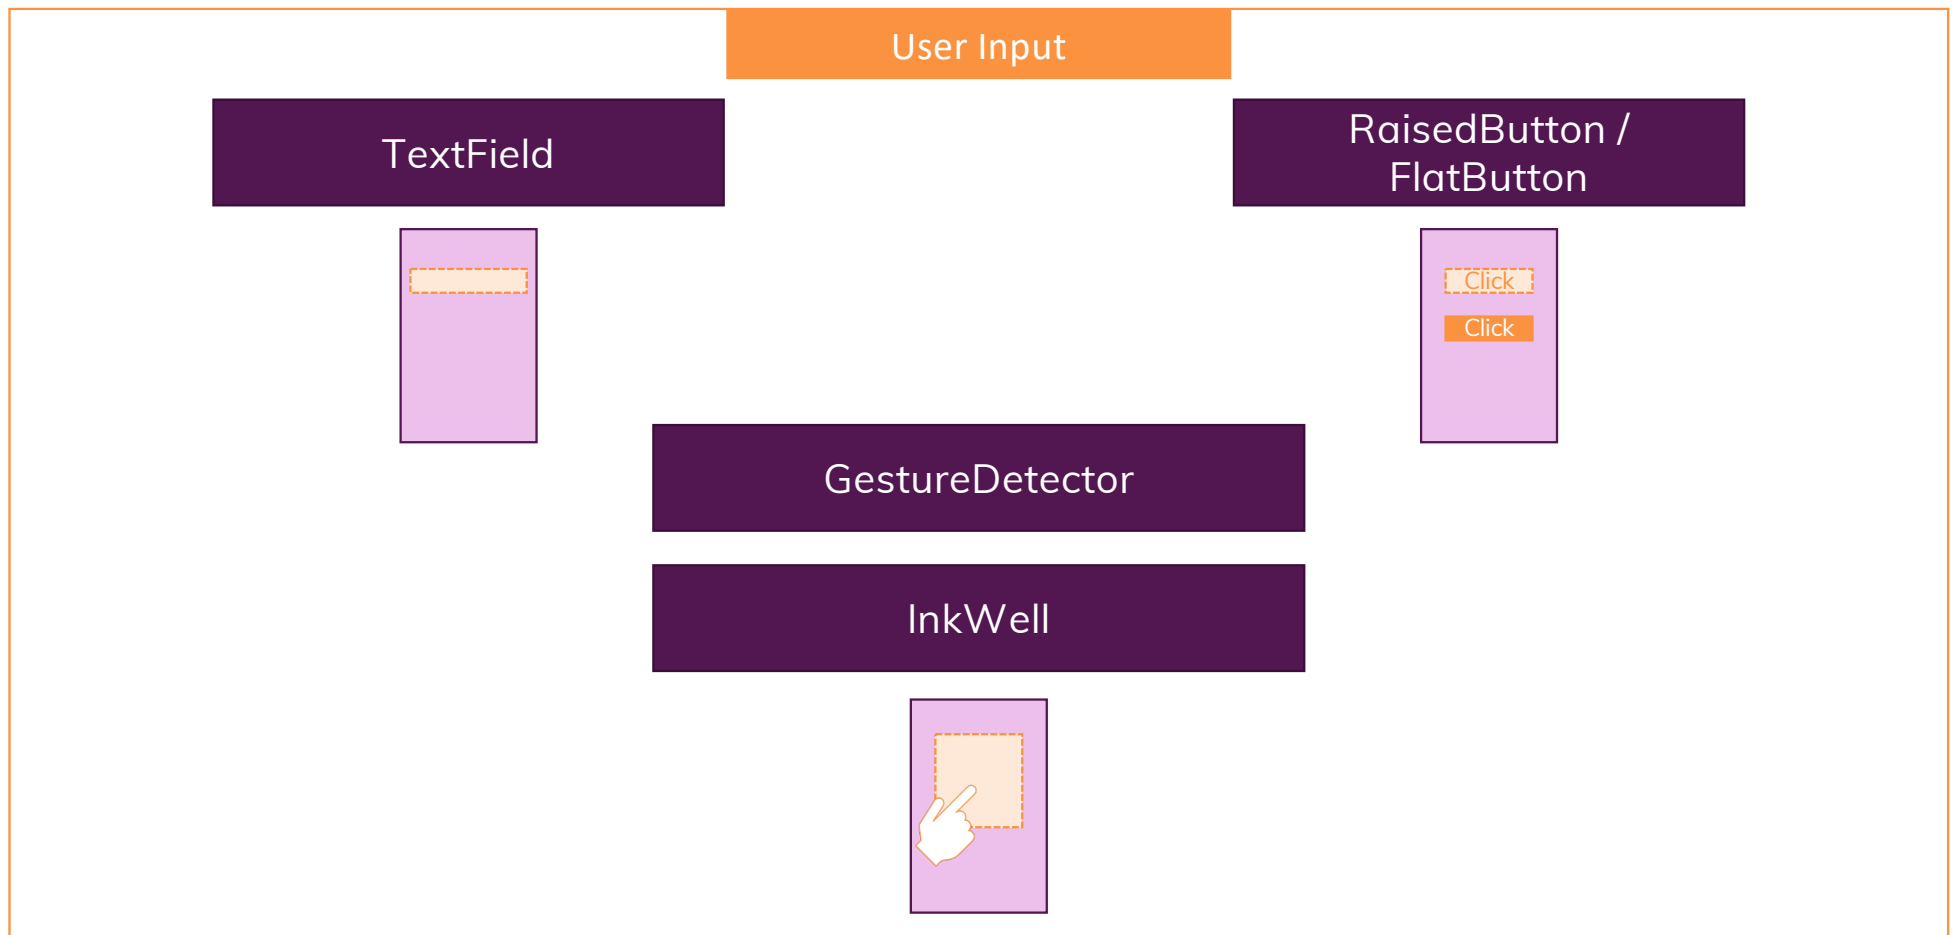 User Input
TextField
RaisedButton /
FlatButton
Click
Click
GestureDetector
InkWell